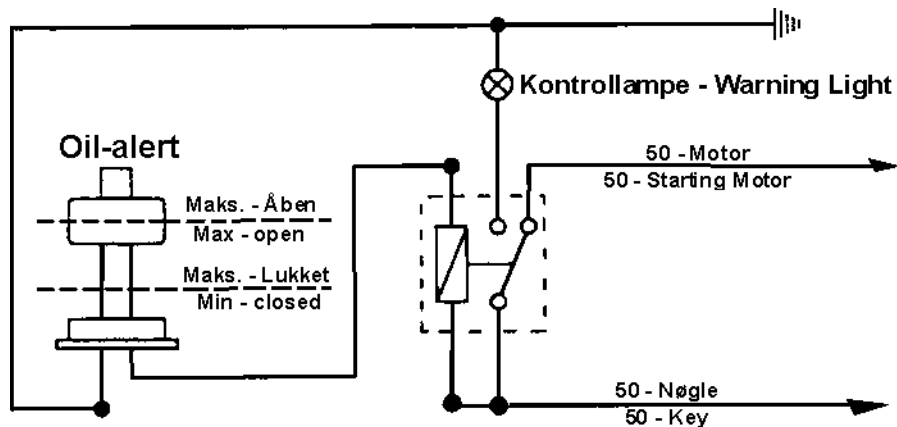 Kontrollampe - Warning Light
Oil-alert
50 - Motor
50 - Starting Motor
Maks. - Åben
Max - open
Maks. - Lukket
Min - closed
50 - Nøgle
50 - Key